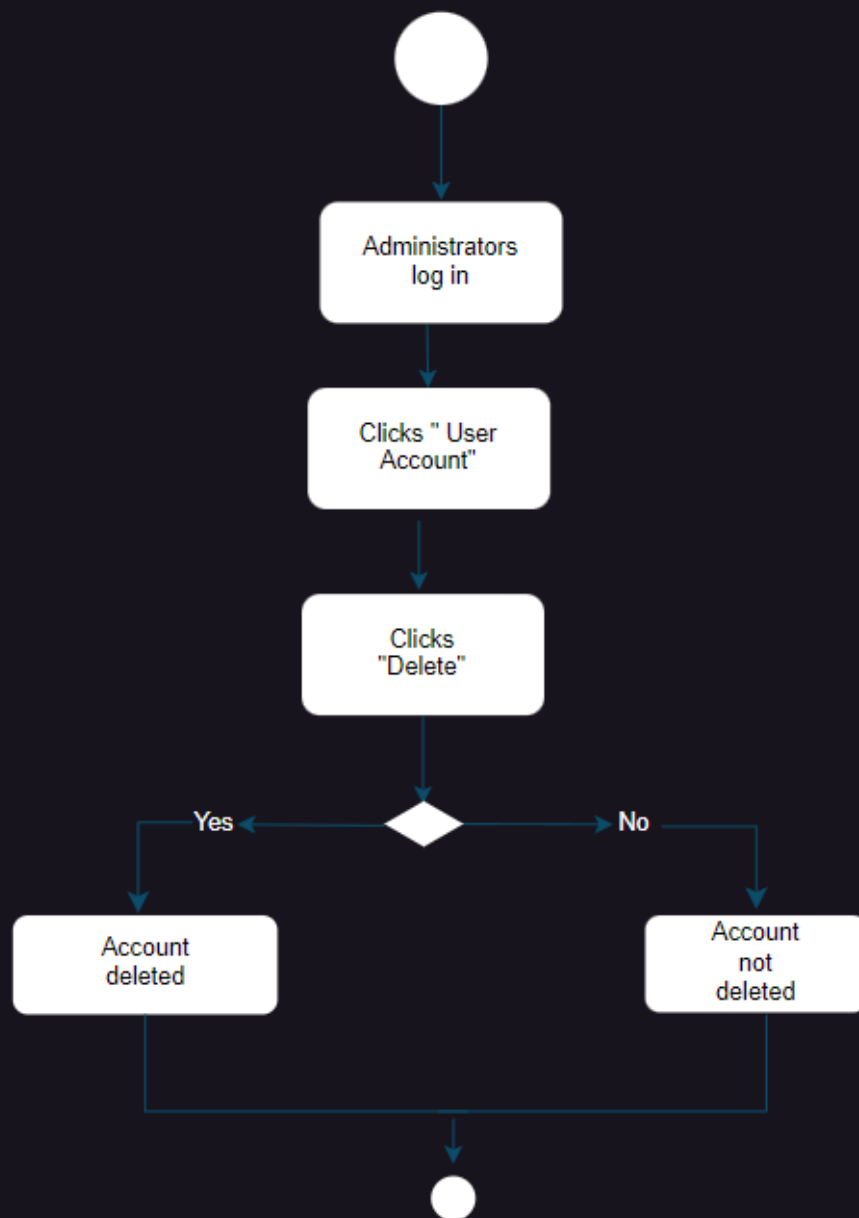 Administrators
log in
Clicks " User
Account"
Clicks
"Delete"
Yes
No
Account
deleted
Account
not
deleted